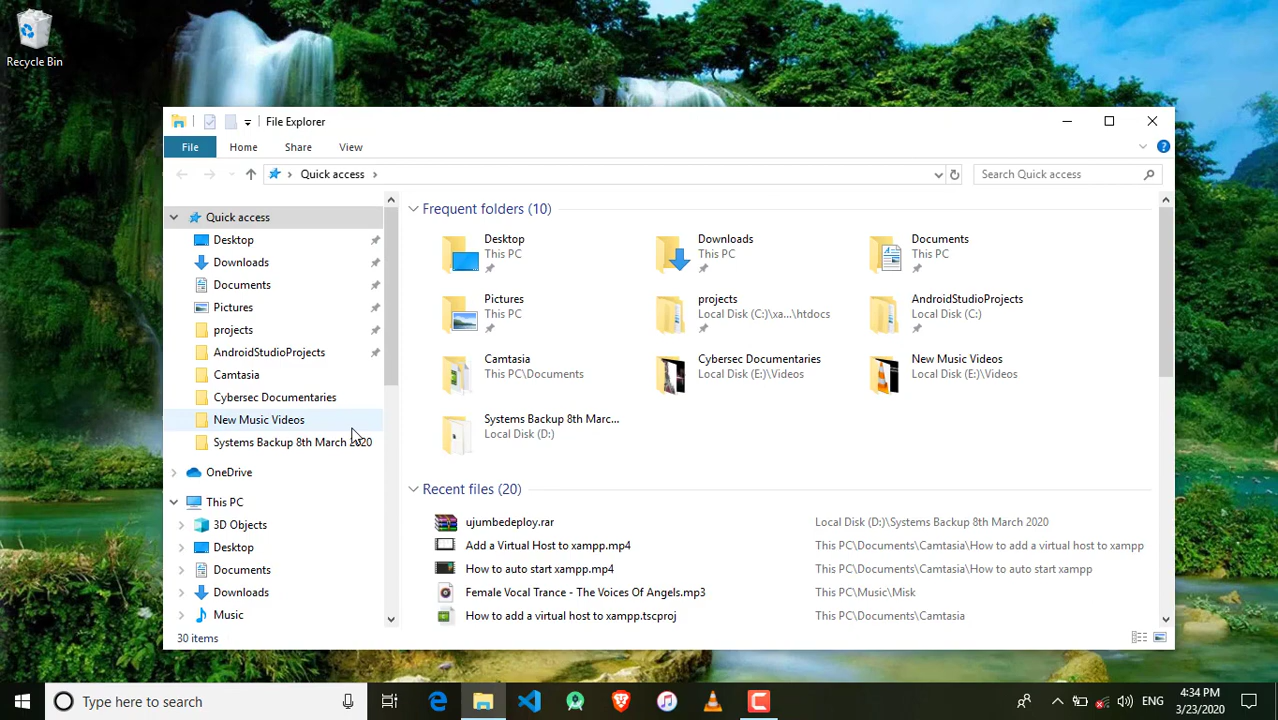 Recycle Bin
File Explorer
File
Home
Share
View
Quick access
Search Quick access
Quick access
Desktop
Downloads
Documents
Pictures
projects
AndroidStudioProjects
Camtasia
Cybersec Documentaries
New Music Videos
Systems Backup 8th March 2020
OneDrive
This PC
3D Objects
Desktop
Documents
Downloads
Music
Frequent folders (10)
Desktop
This PC
Downloads
This PC
Documents
This PC
Pictures
This PC
projects
Local Disk (C:)\xa...\htdocs
AndroidStudioProjects
Local Disk (C:)
Camtasia
This PC\Documents
Cybersec Documentaries
Local Disk (E:)\Videos
New Music Videos
Local Disk (E:)\Videos
Systems Backup 8th Marc...
Local Disk (D:)
Recent files (20)
ujumbedeploy.rar Local Disk (D:)\Systems Backup 8th March 2020
Add a Virtual Host to xampp.mp4 This PC\Documents\Camtasia\How to add a virtual host to xampp
How to auto start xampp.mp4 This PC\Documents\Camtasia\How to auto start xampp
Female Vocal Trance - The Voices Of Angels.mp3 This PC\Music\Misk
How to add a virtual host to xampp.tscproj This PC\Documents\Camtasia
30 items
Type here to search
ENG
4:34 PM
3/23/2020